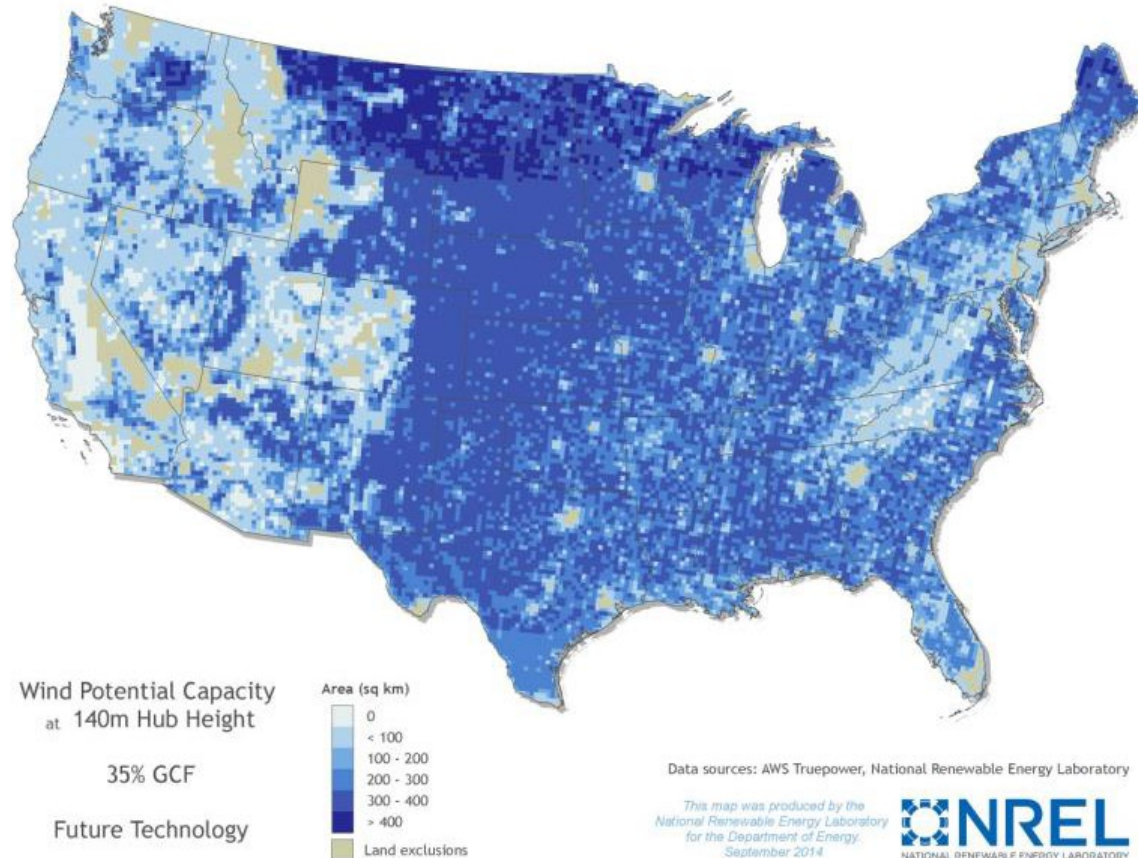 Wind Potential Capacity
at 140m Hub Height
35% GCF
Future Technology
Area (sq km)
0
< 100
100 - 200
200 - 300
300 - 400
> 400
Land exclusions
Data sources: AWS Truepower, National Renewable Energy Laboratory
This map was produced by the
National Renewable Energy Laboratory
for the Department of Energy.
September 2014
NREL
NATIONAL RENEWABLE ENERGY LABORATORY